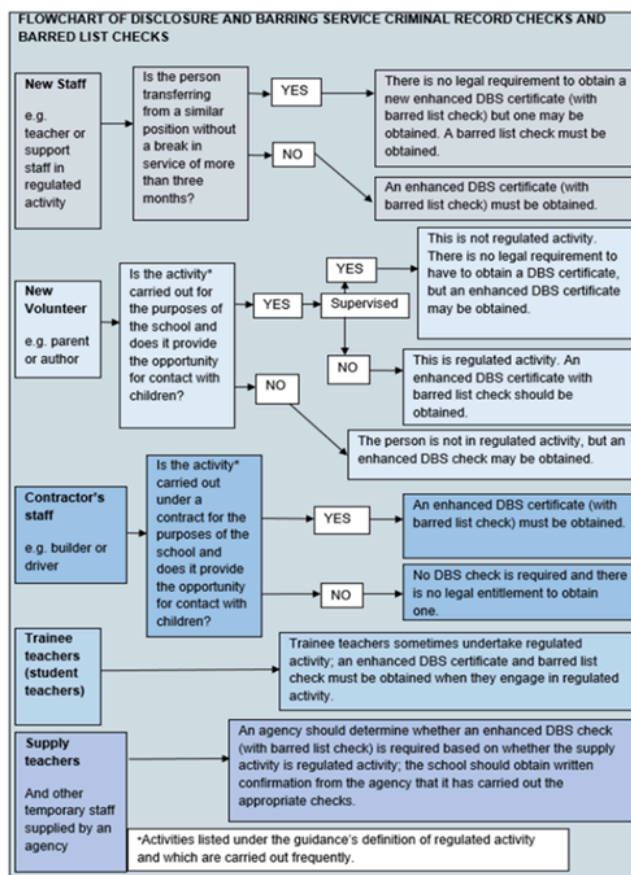 FLOWCHART OF DISCLOSURE AND BARRING SERVICE CRIMINAL RECORD CHECKS AND
BARRED LIST CHECKS
New Staff
e.g.
teacher or
support
staff in
regulated
activity
Is the person
transferring
from a similar
position without
a break in
service of more
than three
months?
YES
There is no legal requirement to obtain a
new enhanced DBS certificate (with
barred list check) but one may be
obtained. A barred list check must be
obtained.
NO
An enhanced DBS certificate (with
barred list check) must be obtained.
New
Volunteer
e.g. parent
or author
Is the activity*
carried out for
the purposes of
the school and
does it provide
the opportunity
for contact with
children?
YES
Supervised
YES
This is not regulated activity.
There is no legal requirement to
have to obtain a DBS certificate,
but an enhanced DBS certificate
may be obtained.
NO
This is regulated activity. An
enhanced DBS certificate with
barred list check should be
obtained.
NO
The person is not in regulated activity, but an
enhanced DBS check may be obtained.
Contractor's
staff
e.g. builder or
driver
Is the activity*
carried out
under a
contract for the
purposes of the
school and
does it provide
the opportunity
for contact with
children?
YES
An enhanced DBS certificate (with
barred list check) must be obtained.
NO
No DBS check is required and there
is no legal entitlement to obtain
one.
Trainee
teachers
(student
teachers)
Trainee teachers sometimes undertake regulated
activity; an enhanced DBS certificate and barred list
check must be obtained when they engage in regulated
activity.
Supply
teachers
And other
temporary staff
supplied by an
agency
An agency should determine whether an enhanced DBS check
(with barred list check) is required based on whether the supply
activity is regulated activity; the school should obtain written
confirmation from the agency that it has carried out the
appropriate checks.
*Activities listed under the guidance's definition of regulated activity
and which are carried out frequently.